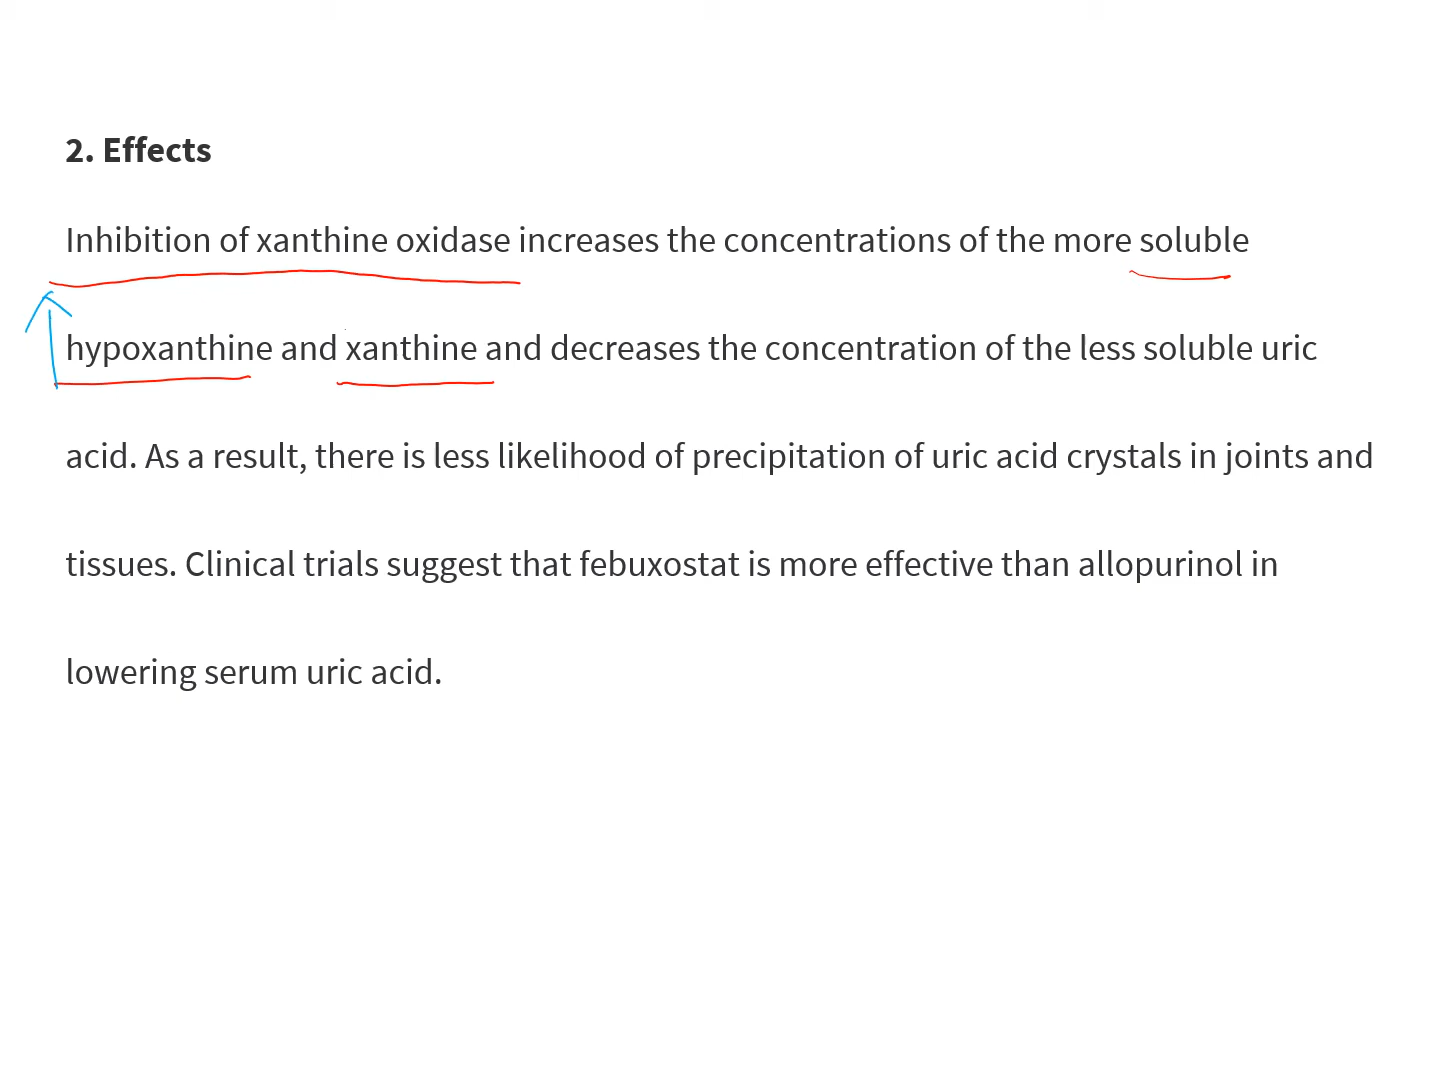 2. Effects
Inhibition of xanthine oxidase increases the concentrations of the more soluble
hypoxanthine and xanthine and decreases the concentration of the less soluble uric
acid. As a result, there is less likelihood of precipitation of uric acid crystals in joints and
tissues. Clinical trials suggest that febuxostat is more effective than allopurinol in
lowering serum uric acid.